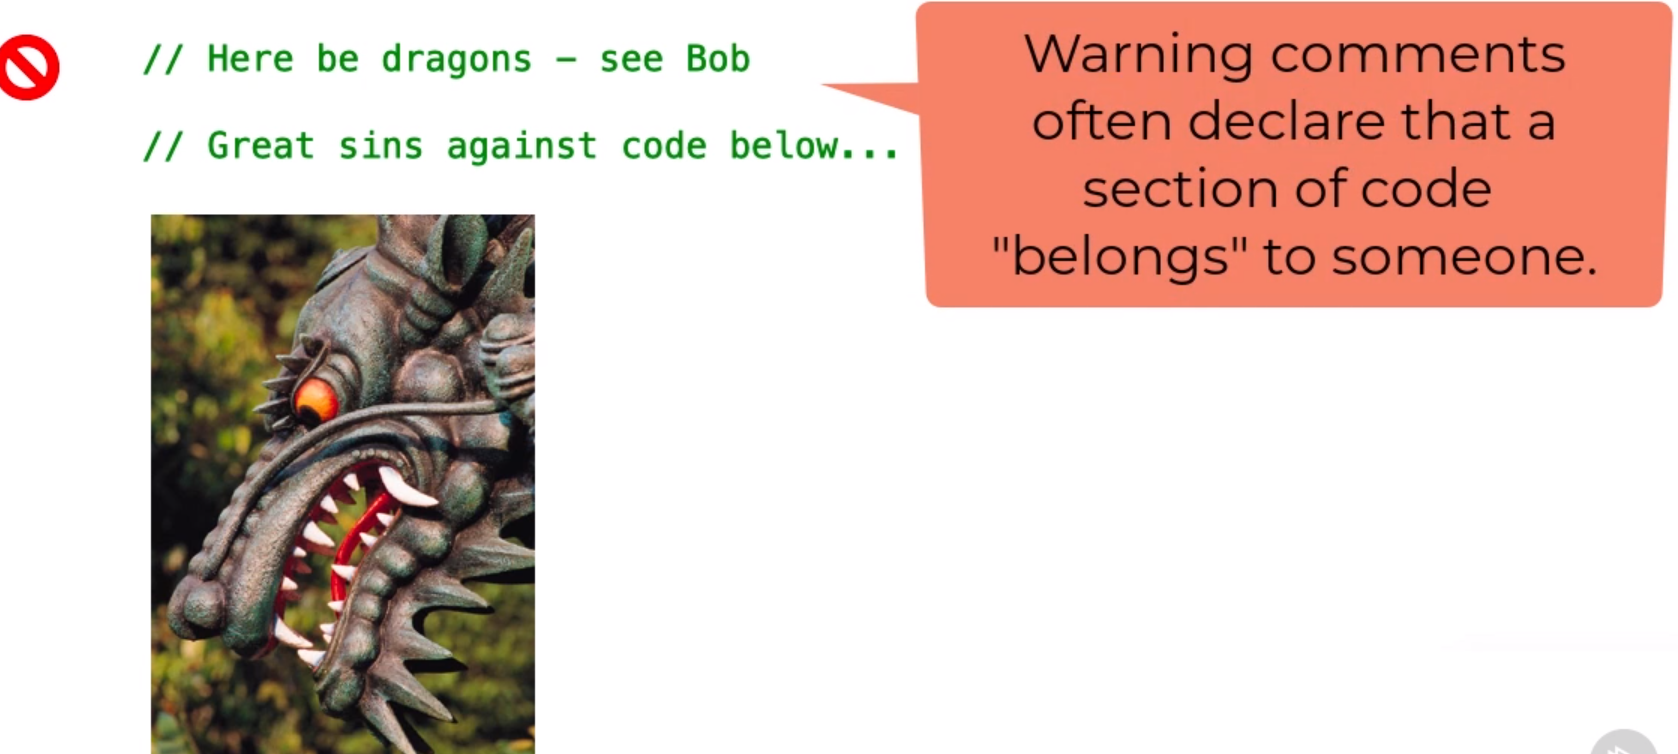 // Here be dragons – see Bob
// Great sins against code below...
Warning comments
often declare that a
section of code
"belongs" to someone.